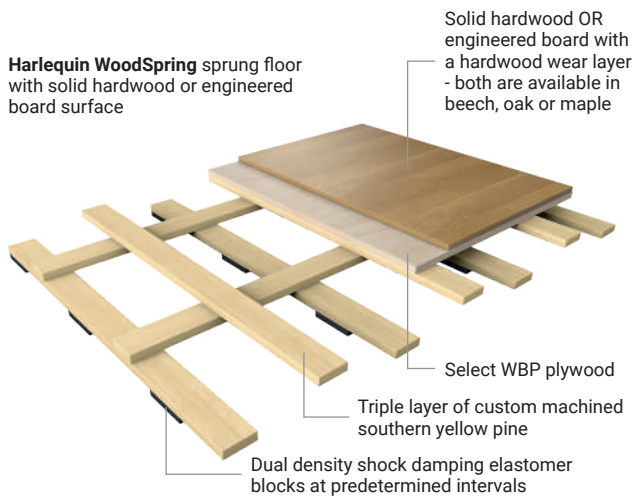 Harlequin WoodSpring sprung floor
with solid hardwood or engineered
board surface
Solid hardwood OR
engineered board with
a hardwood wear layer
- both are available in
beech, oak or maple
Select WBP plywood
Triple layer of custom machined
southern yellow pine
Dual density shock damping elastomer
blocks at predetermined intervals